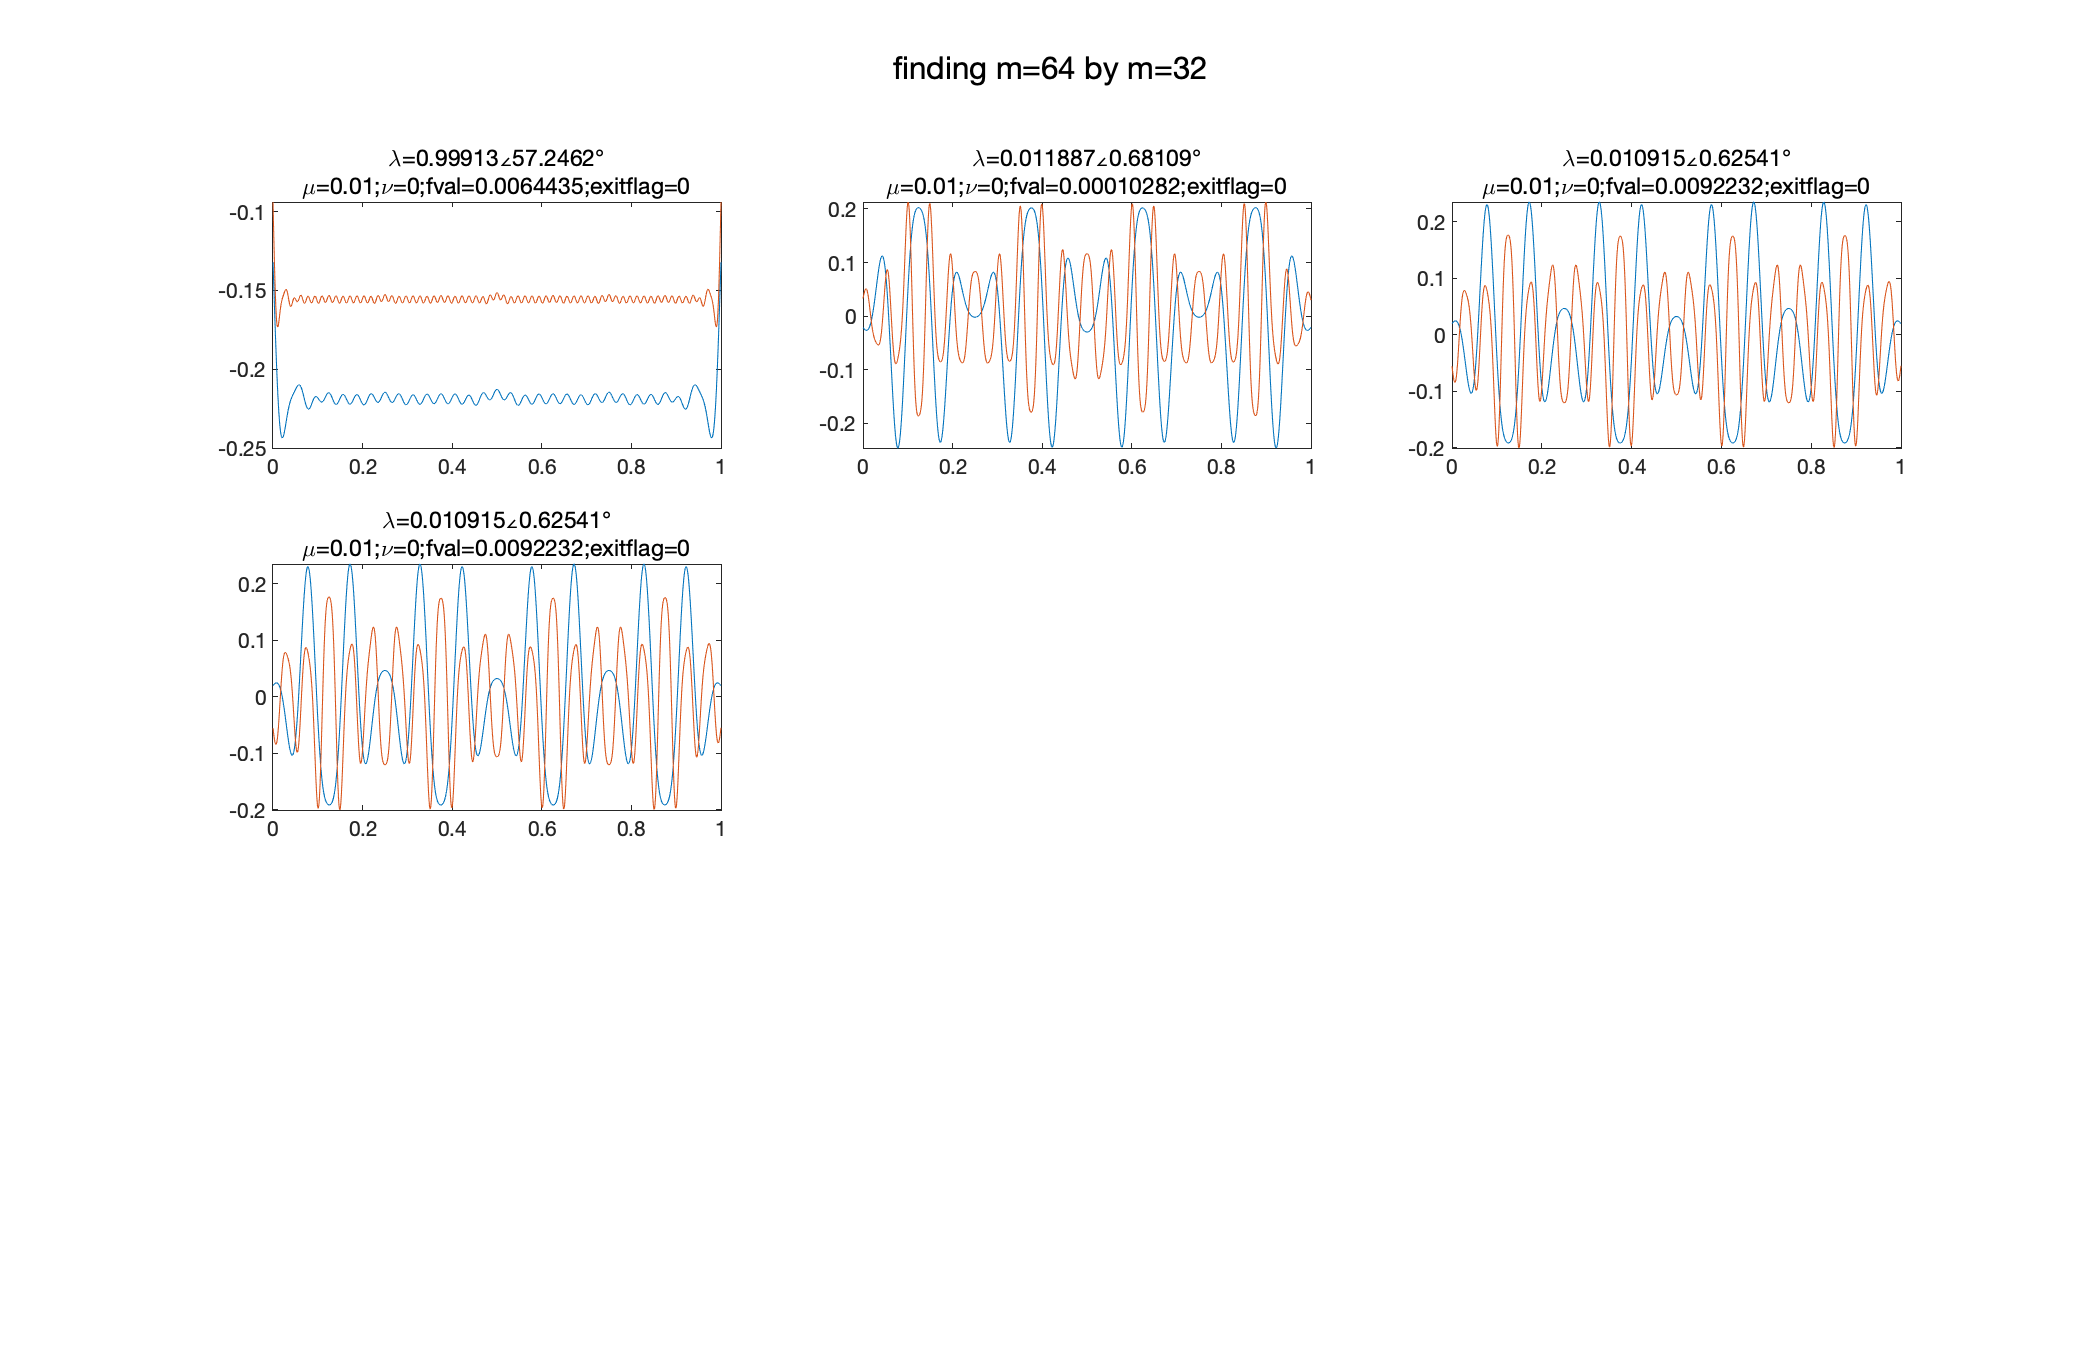 finding m=64 by m=32
λ=0.99913∠57.2462°
μ=0.01;ν=0;fval=0.0064435;exitflag=0
-0.1
-0.15
-0.2
-0.25
0 0.2 0.4 0.6 0.8 1
λ=0.011887∠0.68109°
μ=0.01;ν=0;fval=0.00010282;exitflag=0
0.2
0.1
0
-0.1
-0.2
0 0.2 0.4 0.6 0.8 1
λ=0.010915∠0.62541°
μ=0.01;ν=0;fval=0.0092232;exitflag=0
0.2
0.1
0
-0.1
-0.2
0 0.2 0.4 0.6 0.8 1
λ=0.010915∠0.62541°
μ=0.01;ν=0;fval=0.0092232;exitflag=0
0.2
0.1
0
-0.1
-0.2
0 0.2 0.4 0.6 0.8 1